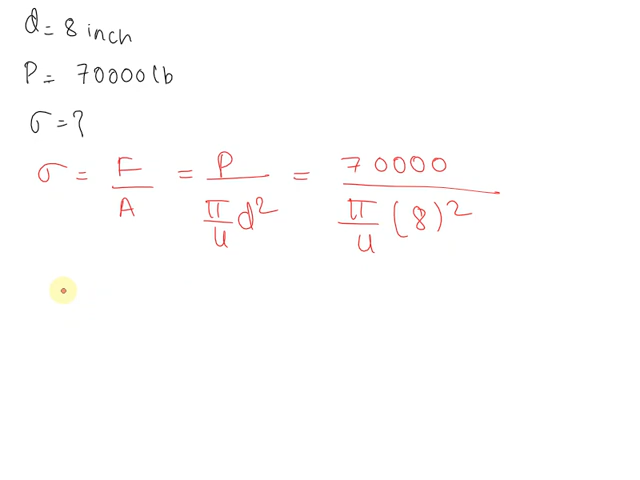 d = 8 inch
P = 70000 lb
σ = ?
σ = F/A = P/(π/4 d²) = 70000/(π/4 (8)²)